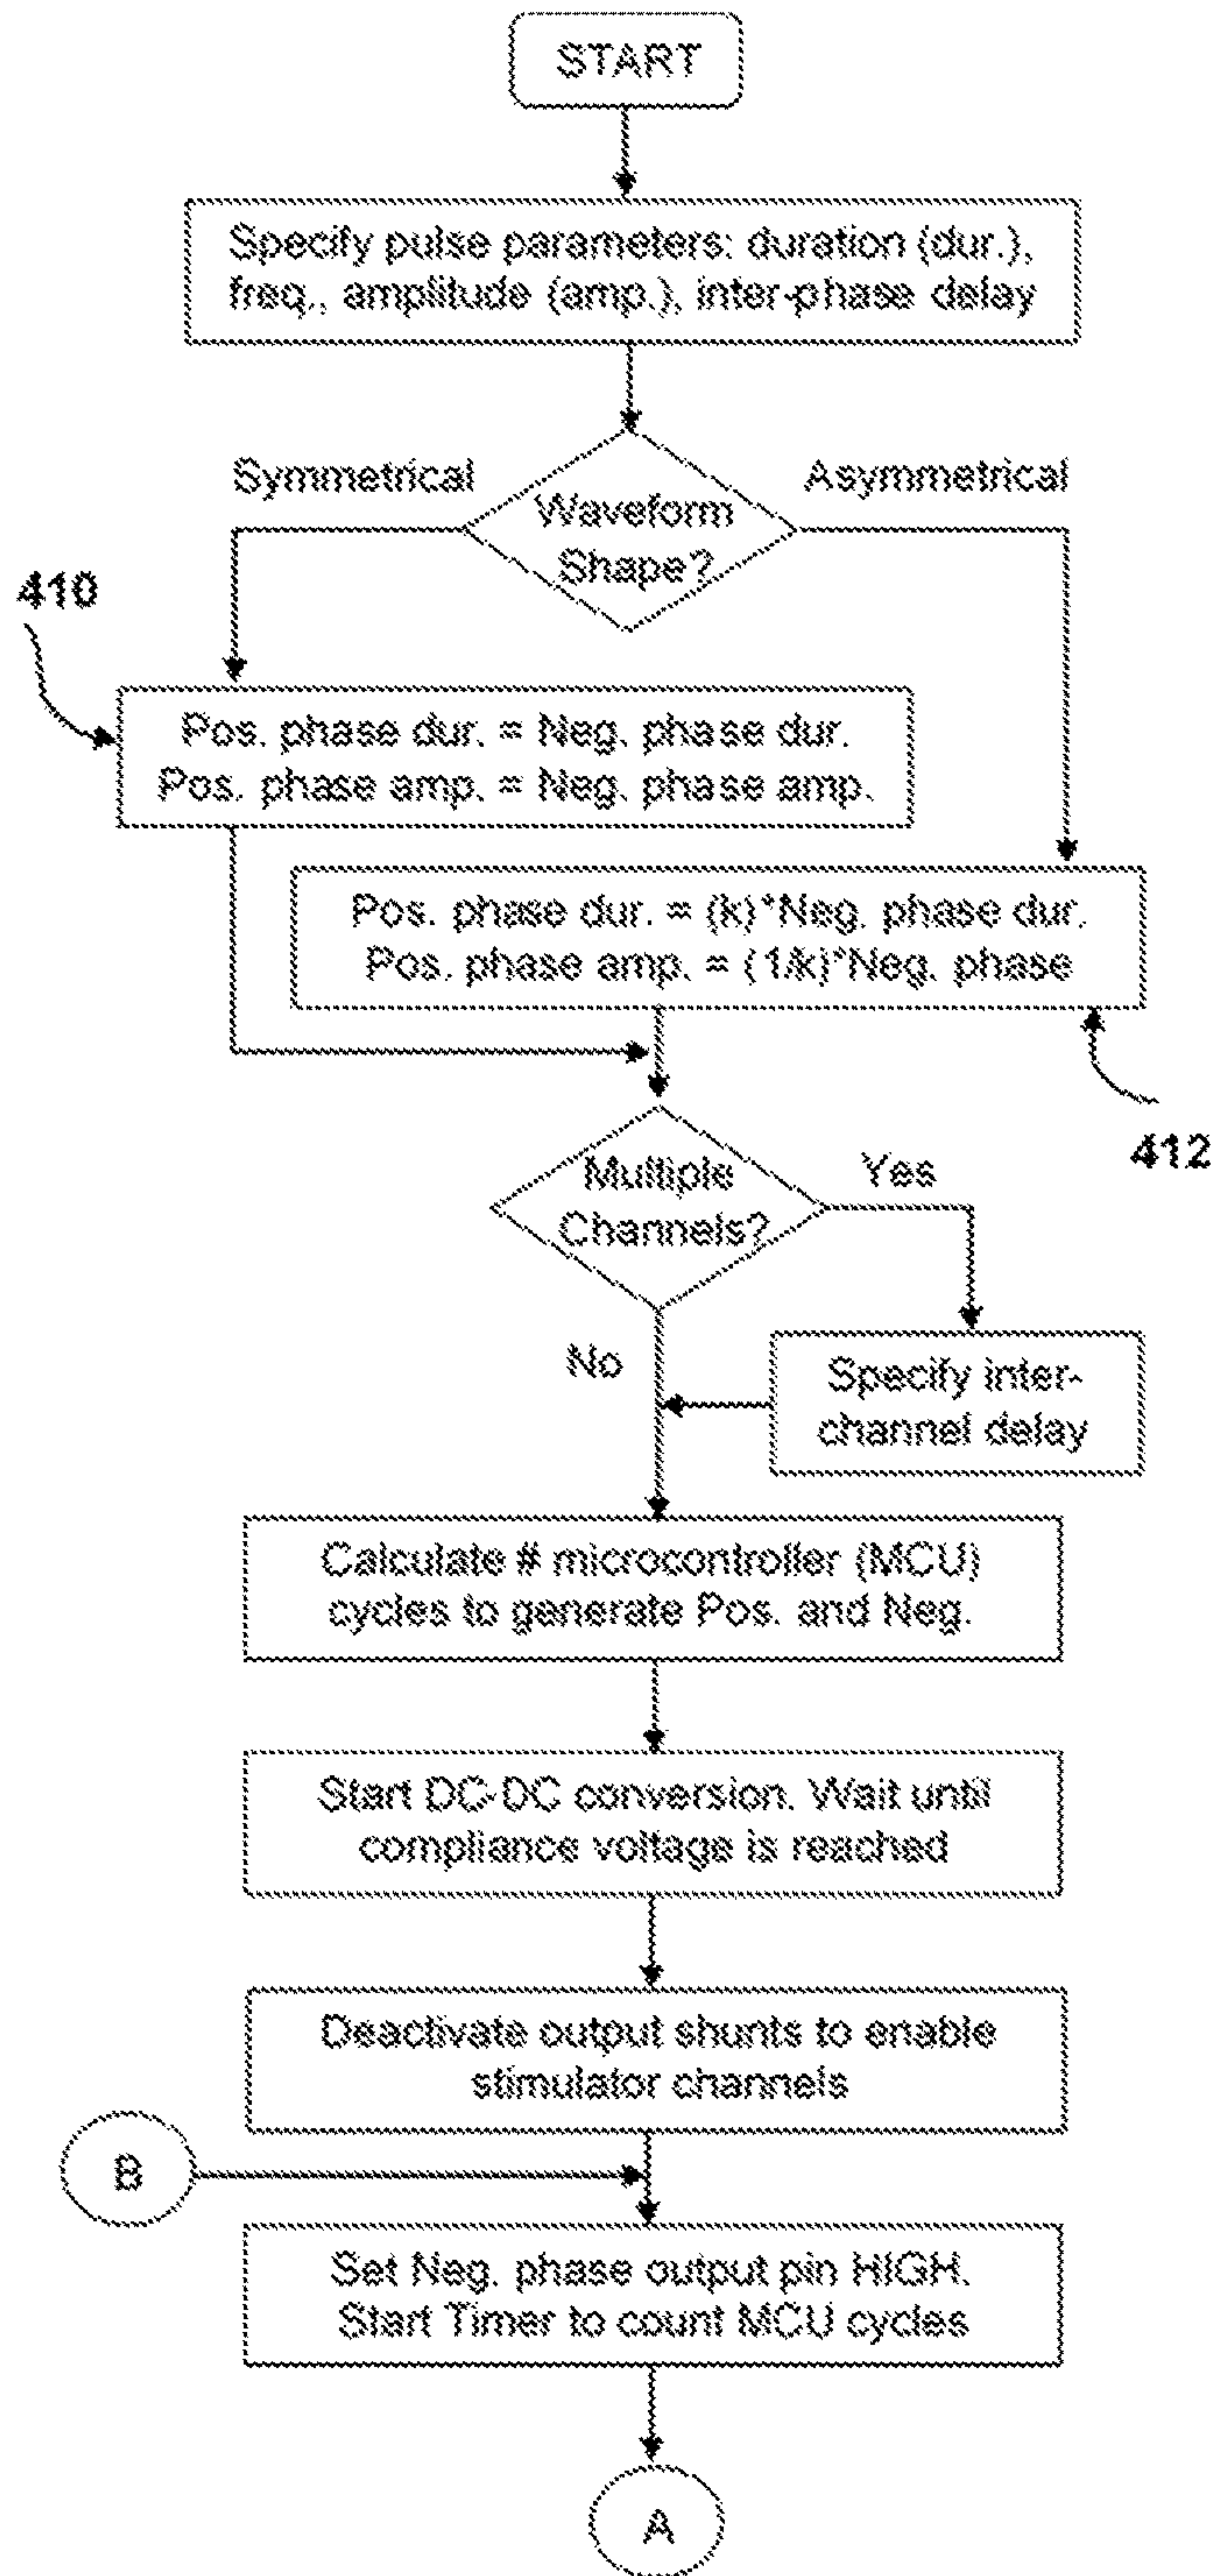 START
Specify pulse parameters: duration (dur.),
freq., amplitude (amp.), inter-phase delay
Symmetrical
Asymmetrical
Waveform
Shape?
410
Pos. phase dur. = Neg. phase dur.
Pos. phase amp. = Neg. phase amp.
Pos. phase dur. = (k)*Neg. phase dur.
Pos. phase amp. = (1/k)*Neg. phase
412
Multiple
Channels?
Yes
No
Specify inter-
channel delay
Calculate # microcontroller (MCU)
cycles to generate Pos. and Neg.
Start DC-DC conversion. Wait until
compliance voltage is reached
Deactivate output shunts to enable
stimulator channels
B
Set Neg. phase output pin HIGH.
Start Timer to count MCU cycles
A